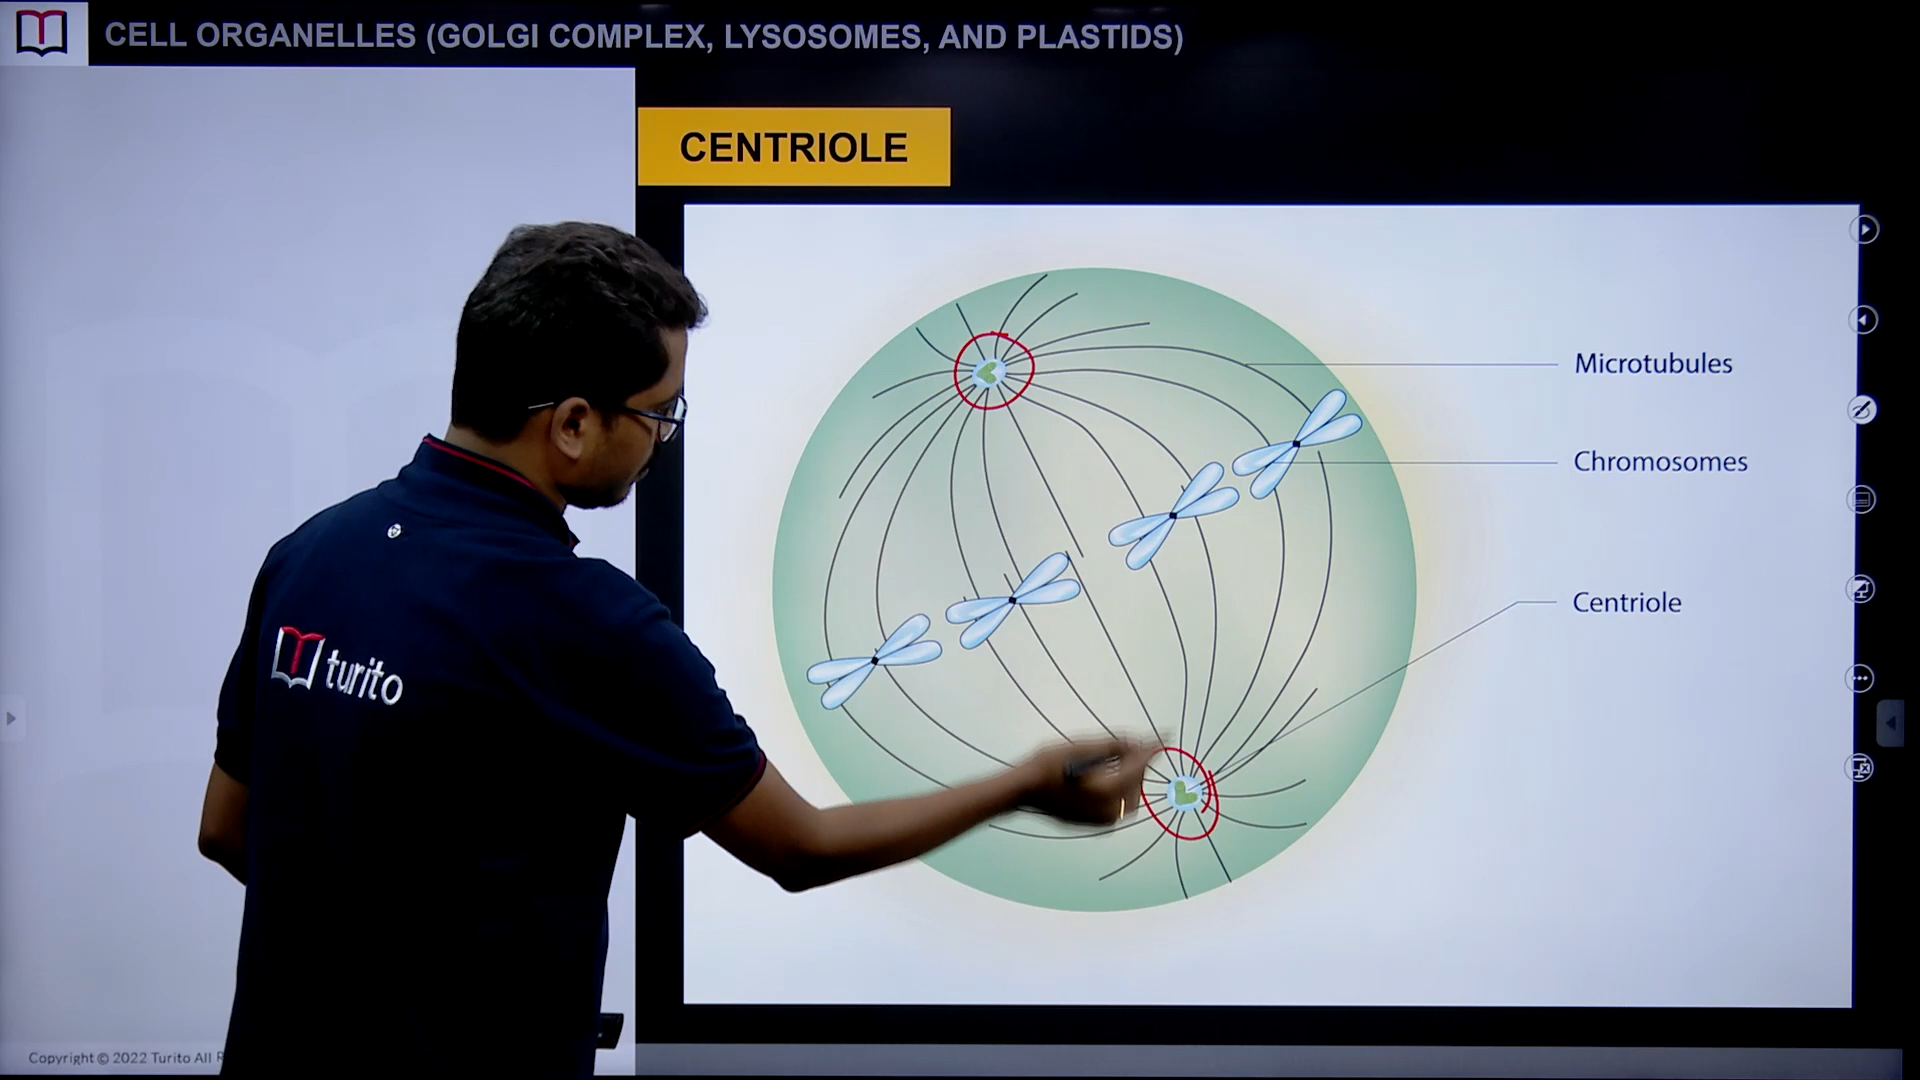 CELL ORGANELLES (GOLGI COMPLEX, LYSOSOMES, AND PLASTIDS)
CENTRIOLE
Microtubules
Chromosomes
Centriole
turito
Copyright © 2022 Turito All